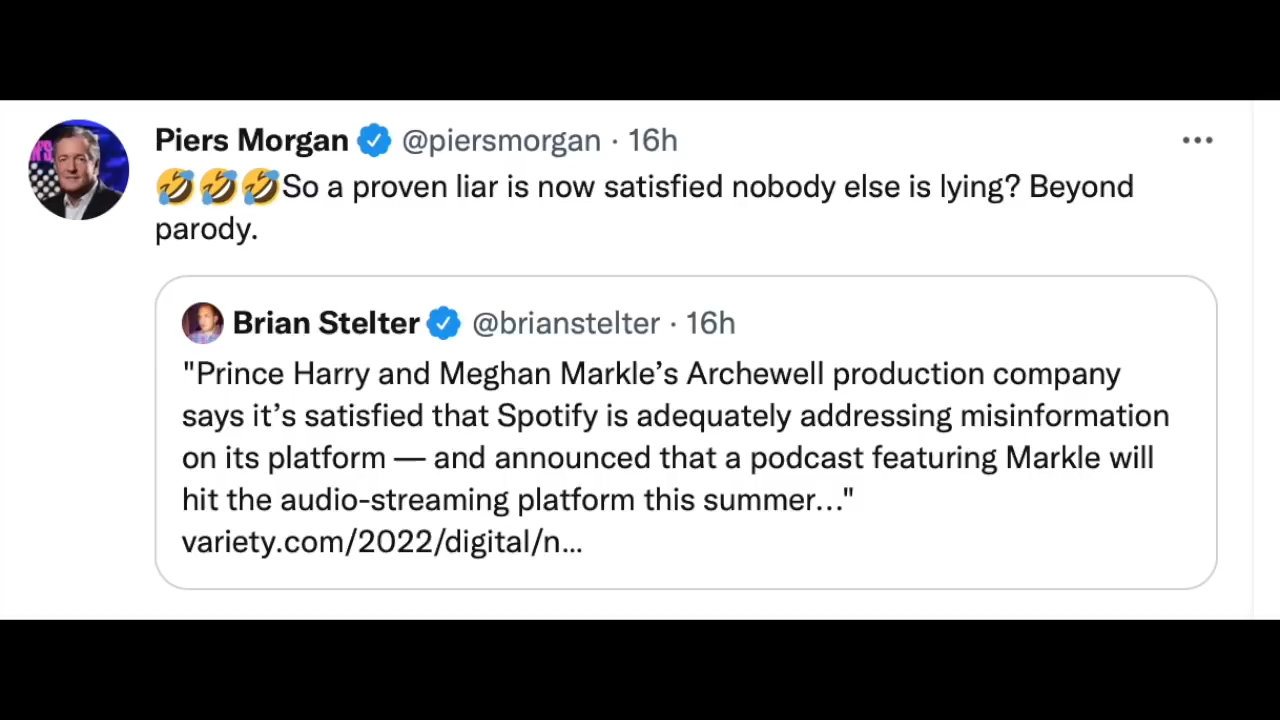 Piers Morgan @piersmorgan · 16h
🤣🤣🤣So a proven liar is now satisfied nobody else is lying? Beyond
parody.
Brian Stelter @brianstelter · 16h
"Prince Harry and Meghan Markle’s Archewell production company
says it’s satisfied that Spotify is adequately addressing misinformation
on its platform — and announced that a podcast featuring Markle will
hit the audio-streaming platform this summer…"
variety.com/2022/digital/n…